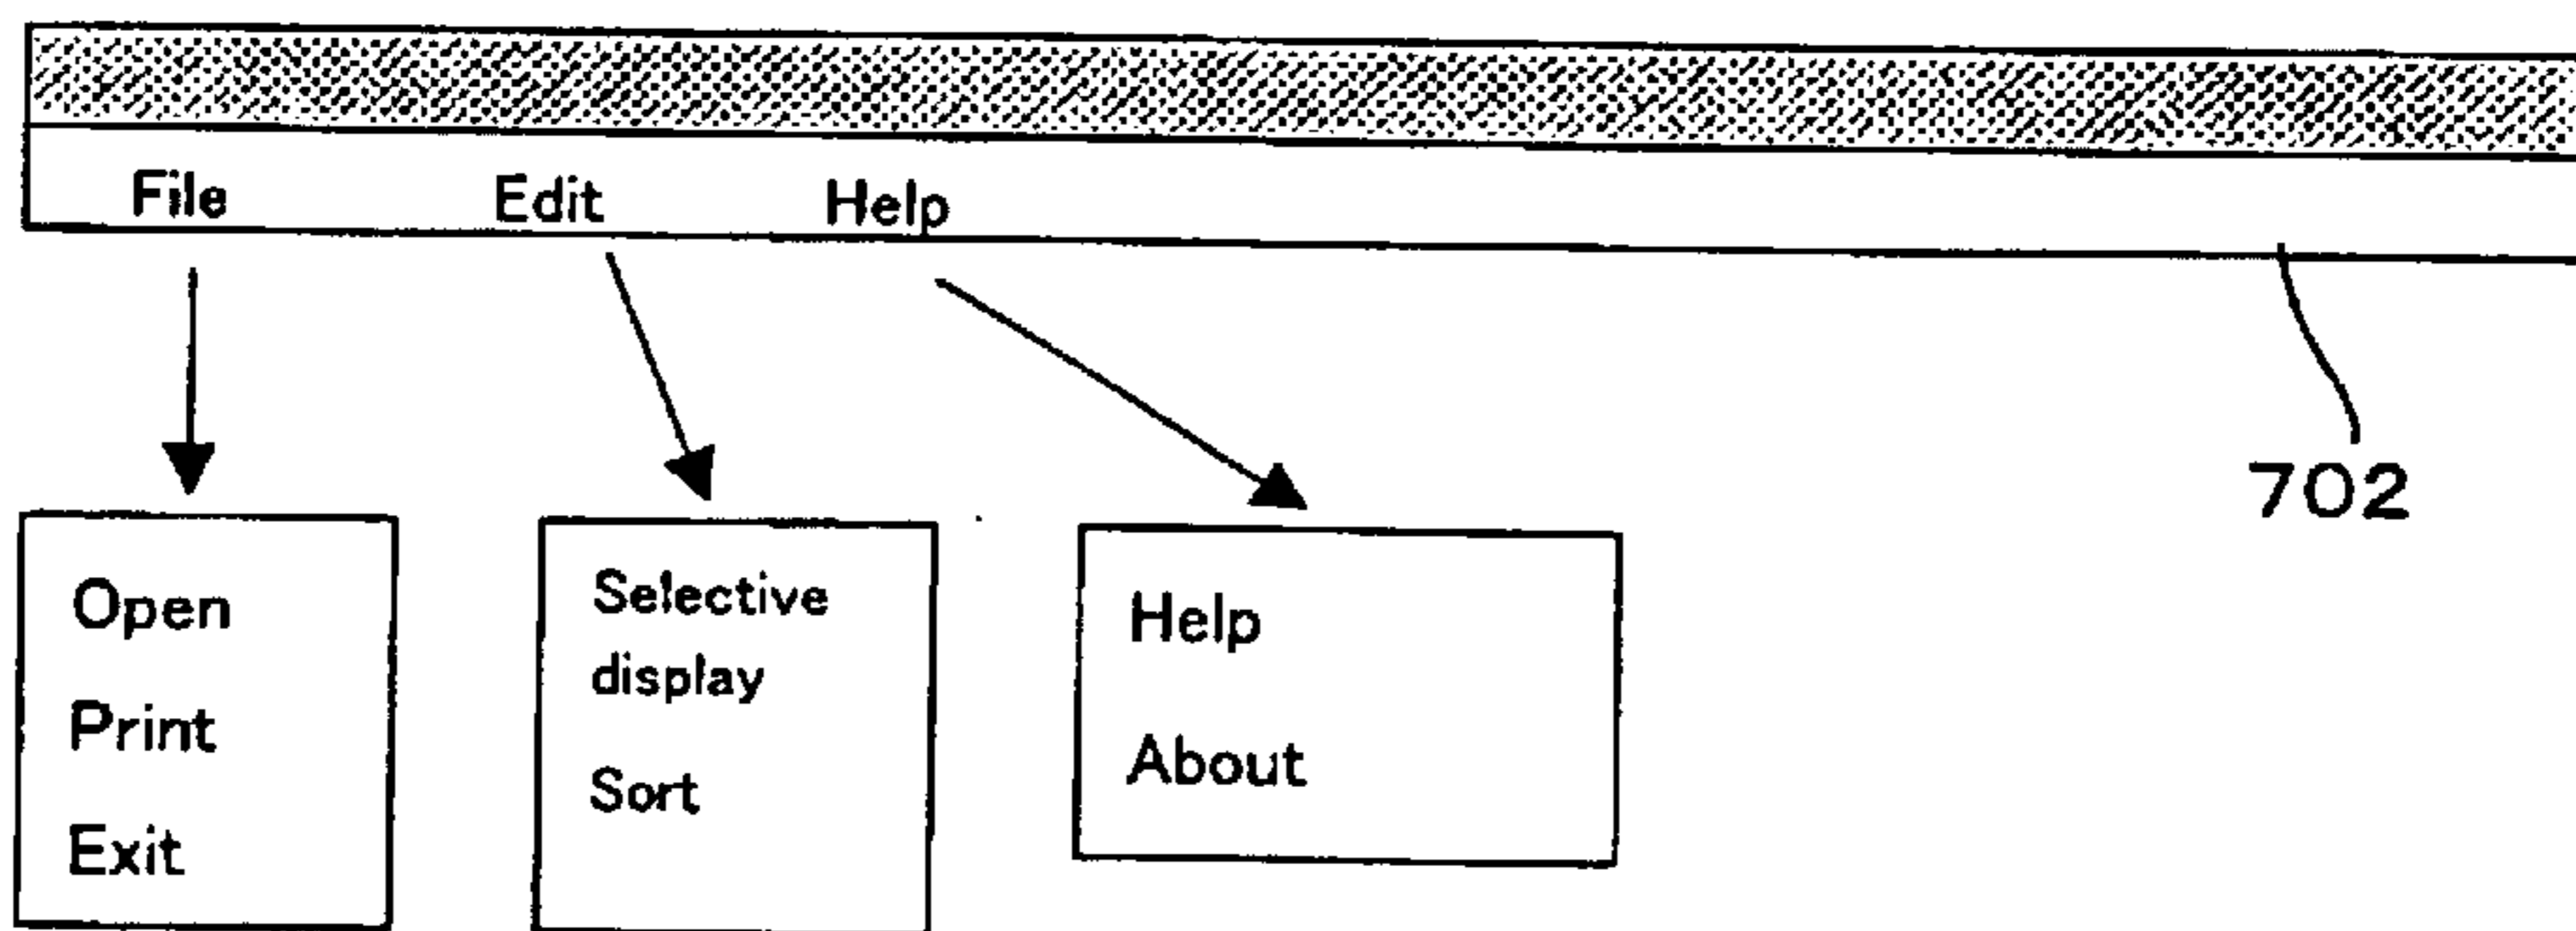 File Edit Help
702
Open
Print
Exit
Selective
display
Sort
Help
About